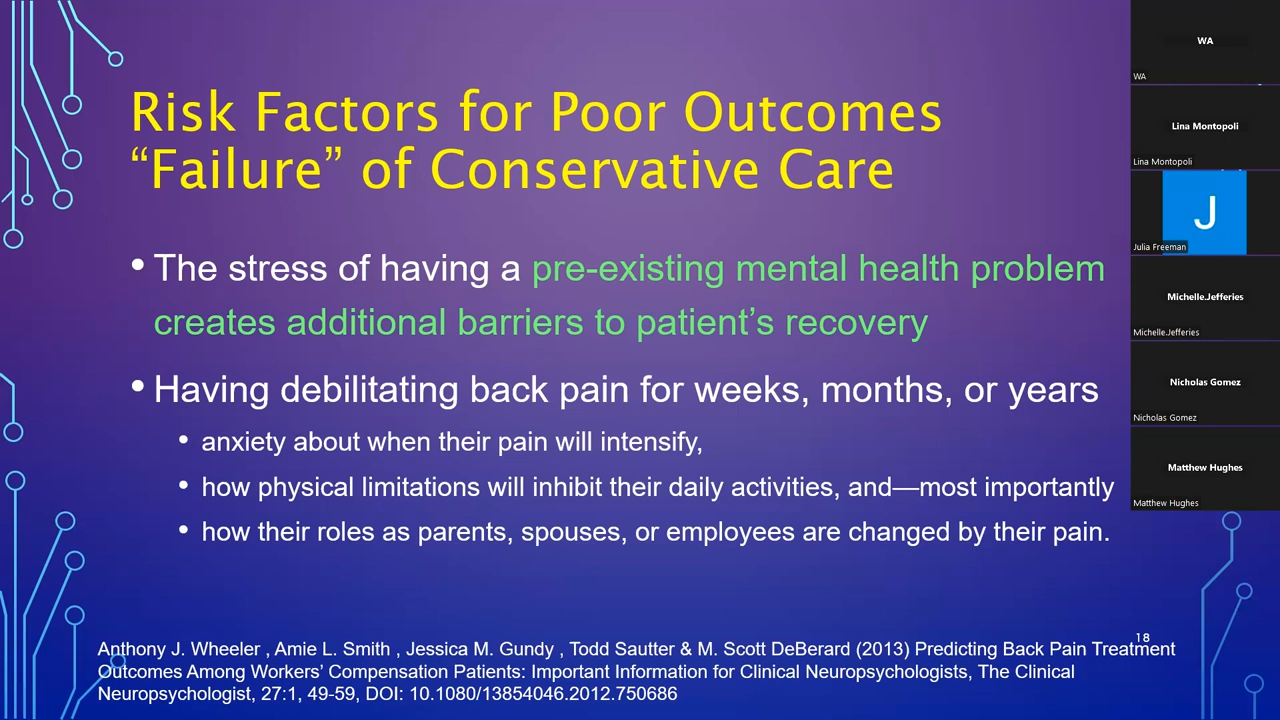 Risk Factors for Poor Outcomes
“Failure” of Conservative Care
• The stress of having a pre-existing mental health problem
creates additional barriers to patient’s recovery
• Having debilitating back pain for weeks, months, or years
• anxiety about when their pain will intensify,
• how physical limitations will inhibit their daily activities, and—most importantly
• how their roles as parents, spouses, or employees are changed by their pain.
18
Anthony J. Wheeler , Amie L. Smith , Jessica M. Gundy , Todd Sautter & M. Scott DeBerard (2013) Predicting Back Pain Treatment
Outcomes Among Workers’ Compensation Patients: Important Information for Clinical Neuropsychologists, The Clinical
Neuropsychologist, 27:1, 49-59, DOI: 10.1080/13854046.2012.750686
WA
WA
Lina Montopoli
Lina Montopoli
J
Julia Freeman
Michelle.Jefferies
Michelle.Jefferies
Nicholas Gomez
Nicholas Gomez
Matthew Hughes
Matthew Hughes